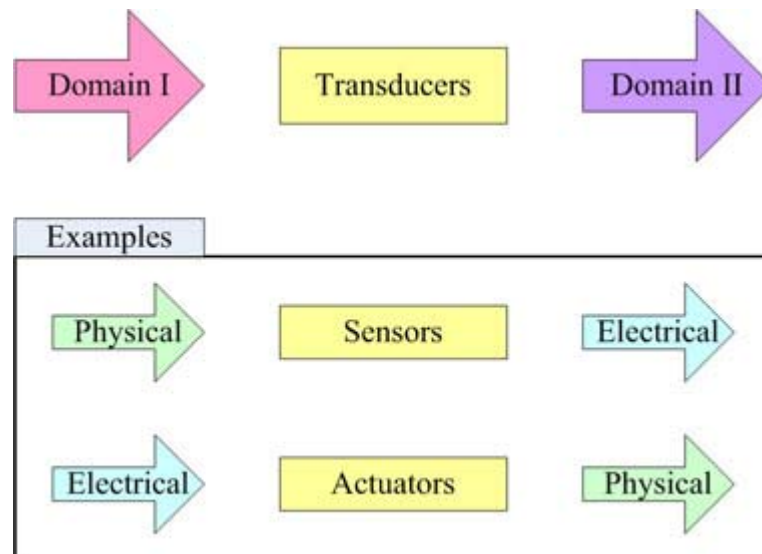 Domain I
Transducers
Domain II
Examples
Physical
Sensors
Electrical
Electrical
Actuators
Physical